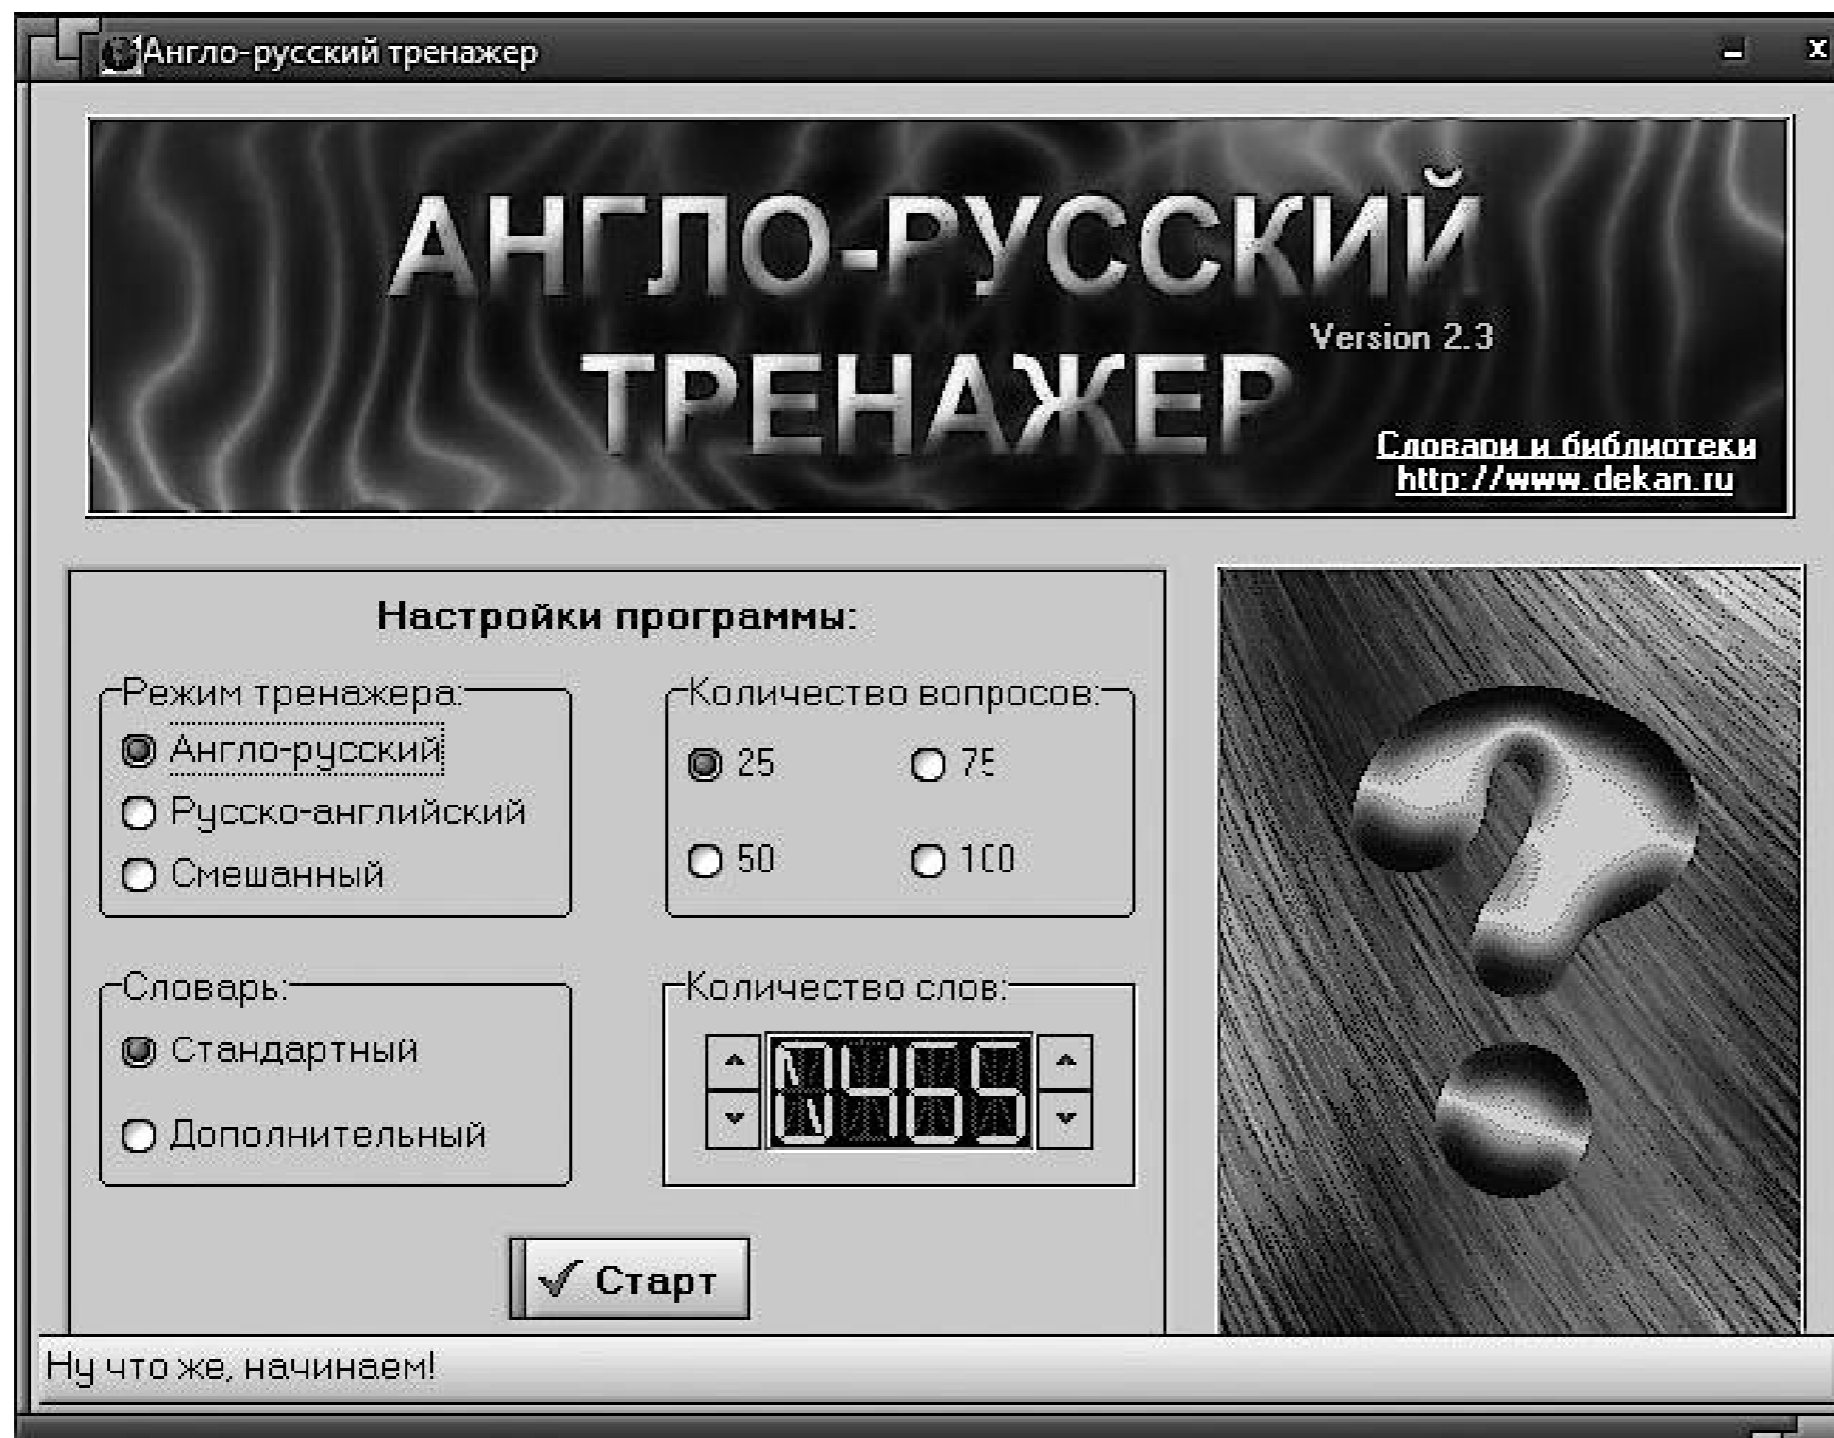 Англо-русский тренажер
АНГЛО-РУССКИЙ
Version 2.3
ТРЕНАЖЕР
Словари и библиотеки
http://www.dekan.ru
Настройки программы:
Режим тренажера:
Англо-русский
Русско-английский
Смешанный
Количество вопросов:
25
75
50
100
Словарь:
Стандартный
Дополнительный
Количество слов:
0465
Старт
Ну что же, начинаем!